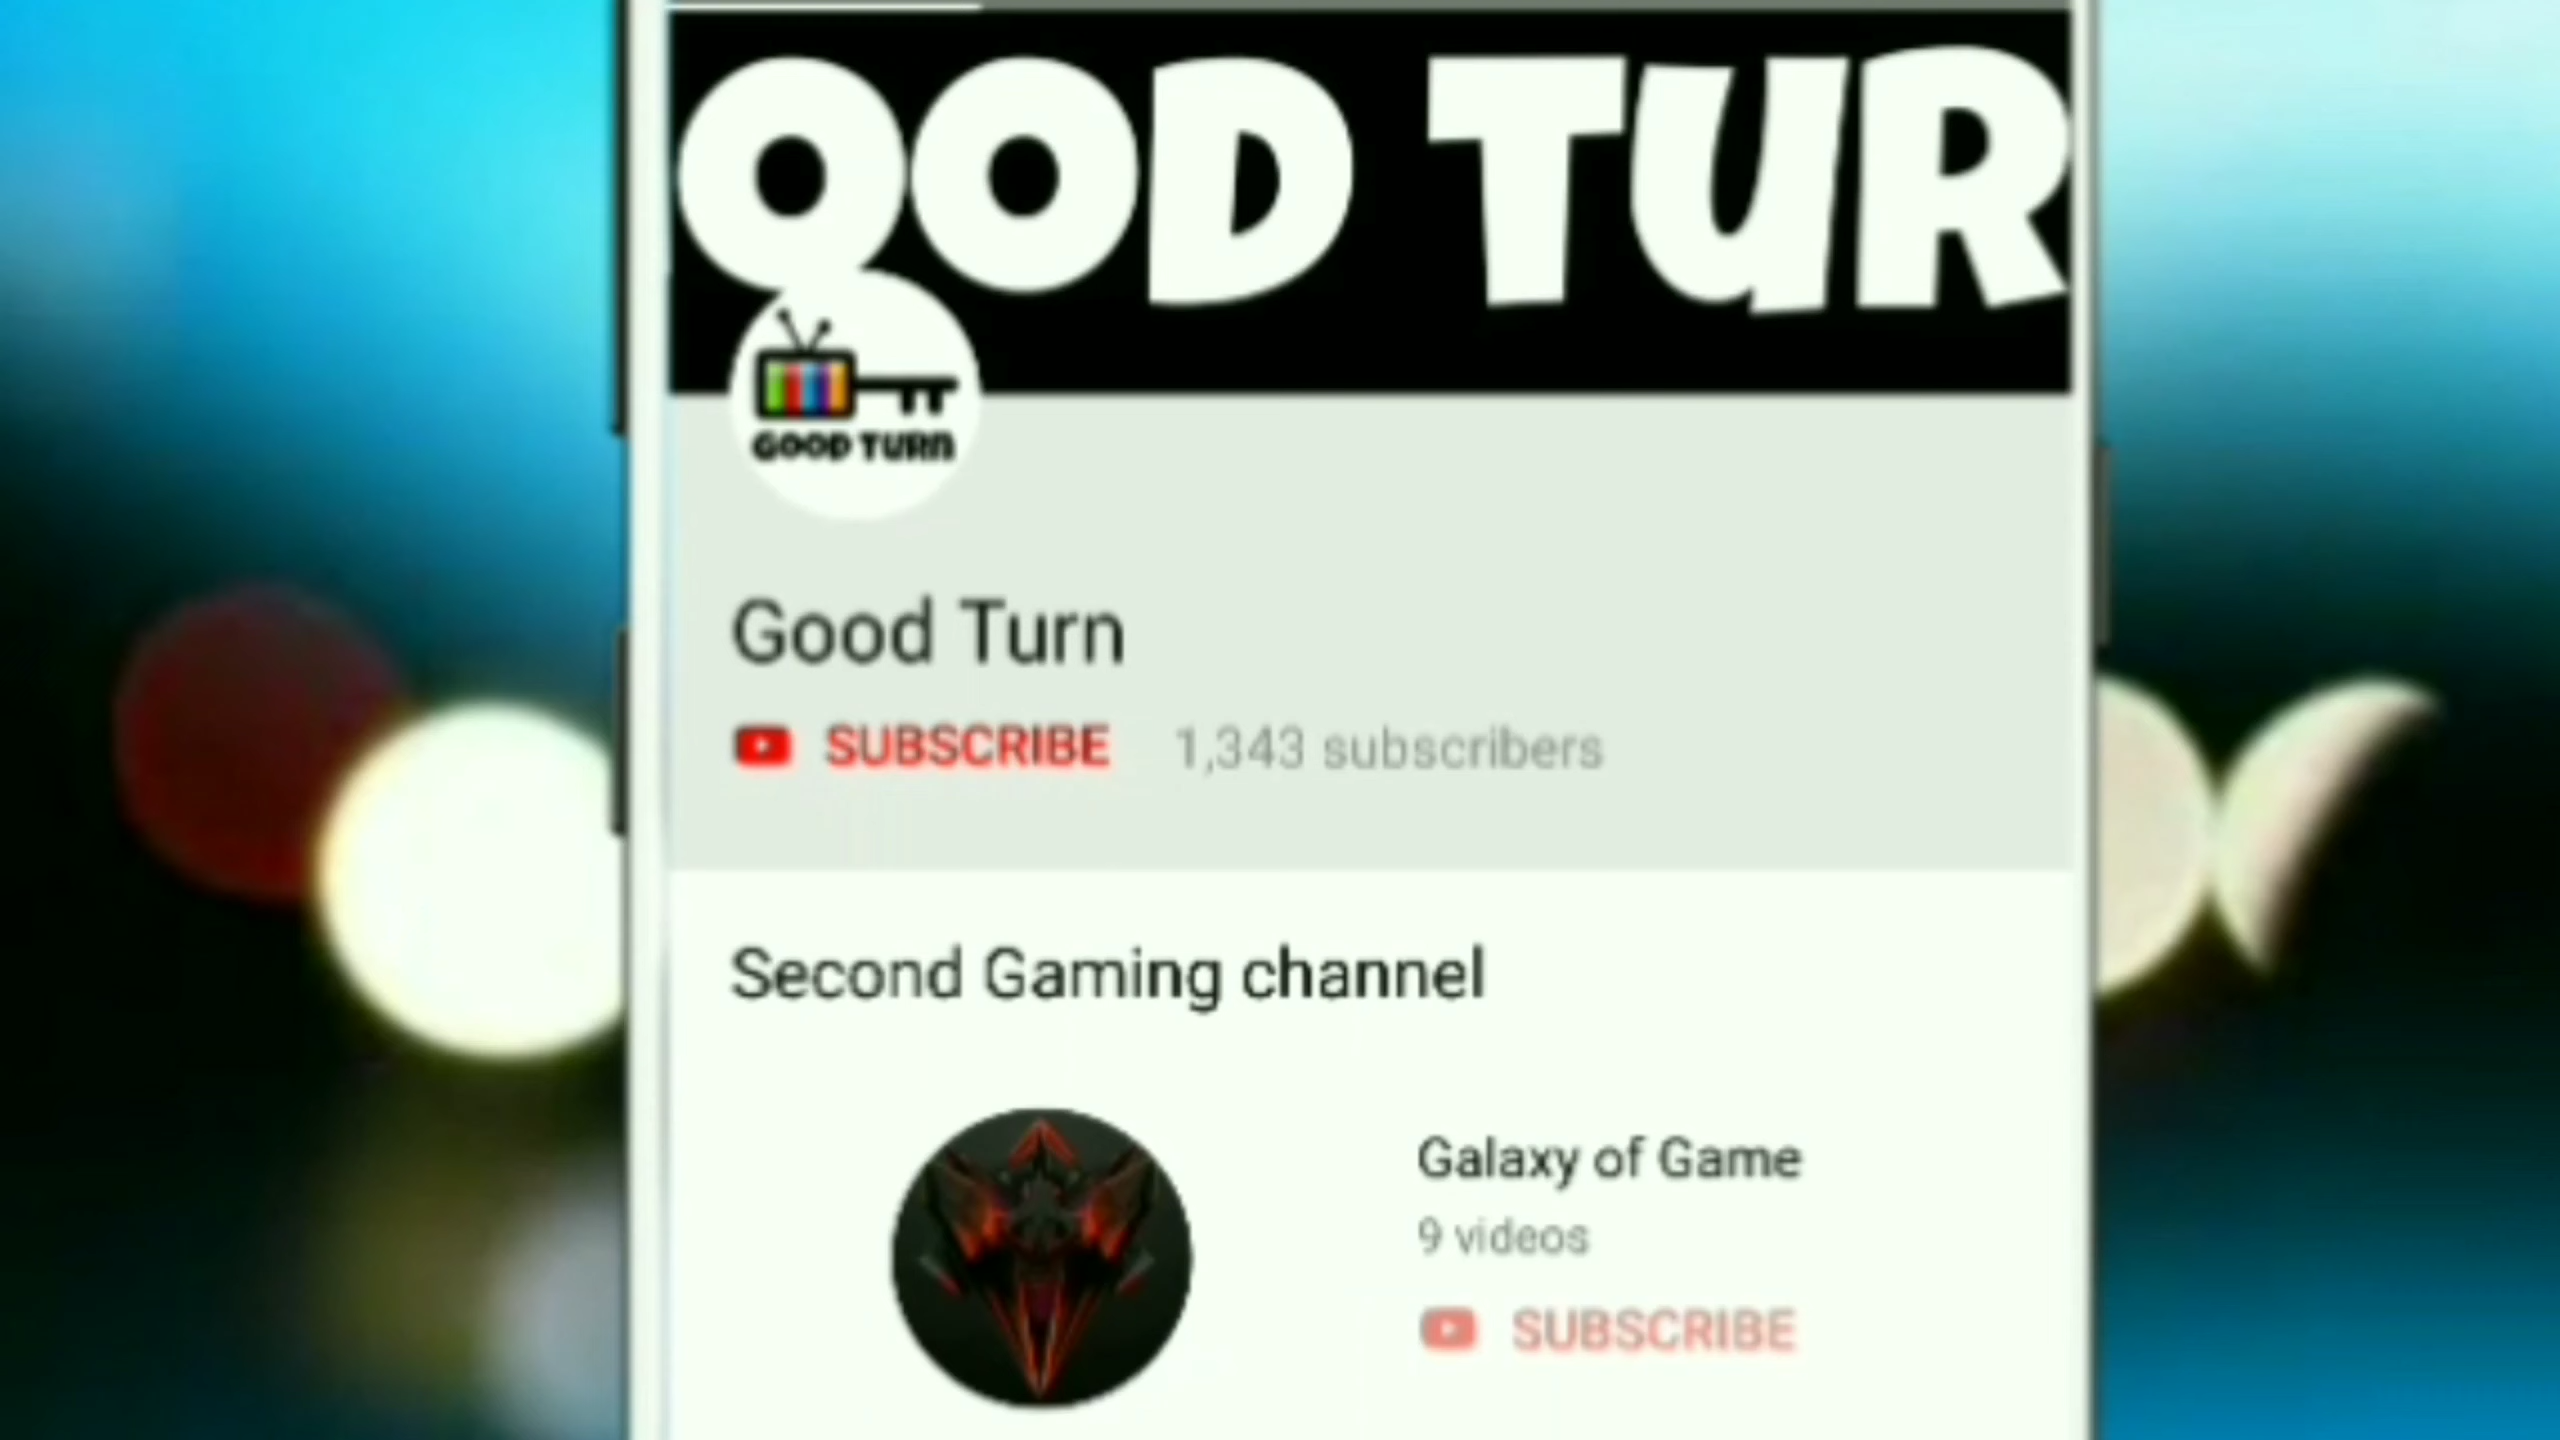 OOD TUR
GOOD TURN
Good Turn
SUBSCRIBE 1,343 subscribers
Second Gaming channel
Galaxy of Game
9 videos
SUBSCRIBE